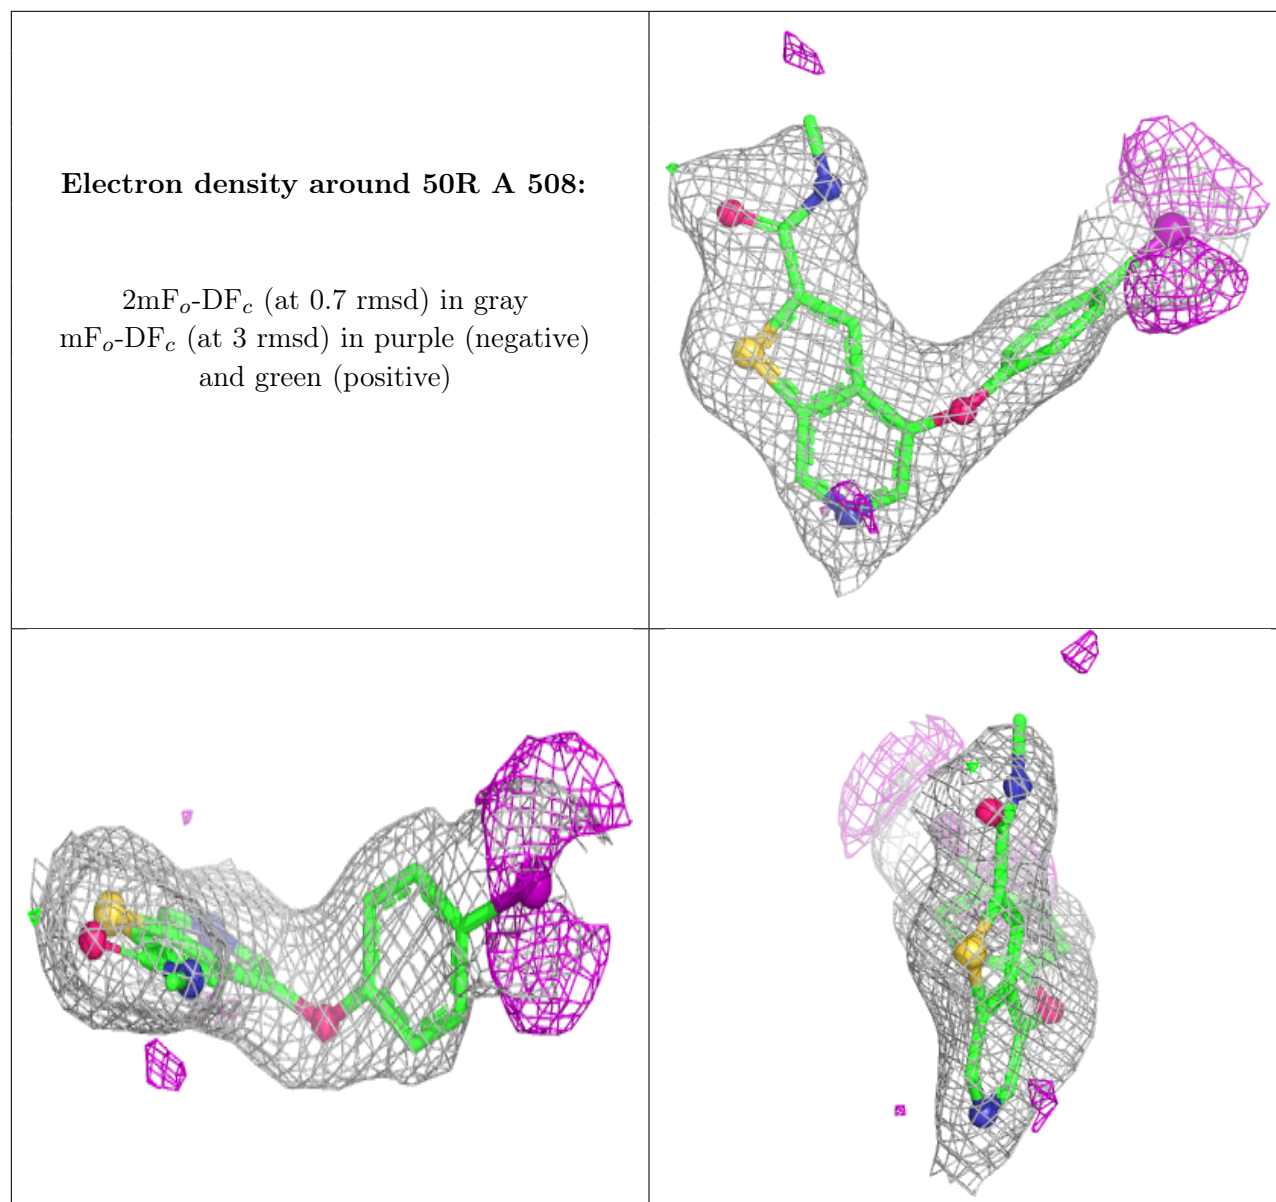 Electron density around 50R A 508:
2mFo-DFc (at 0.7 rmsd) in gray
mFo-DFc (at 3 rmsd) in purple (negative)
and green (positive)